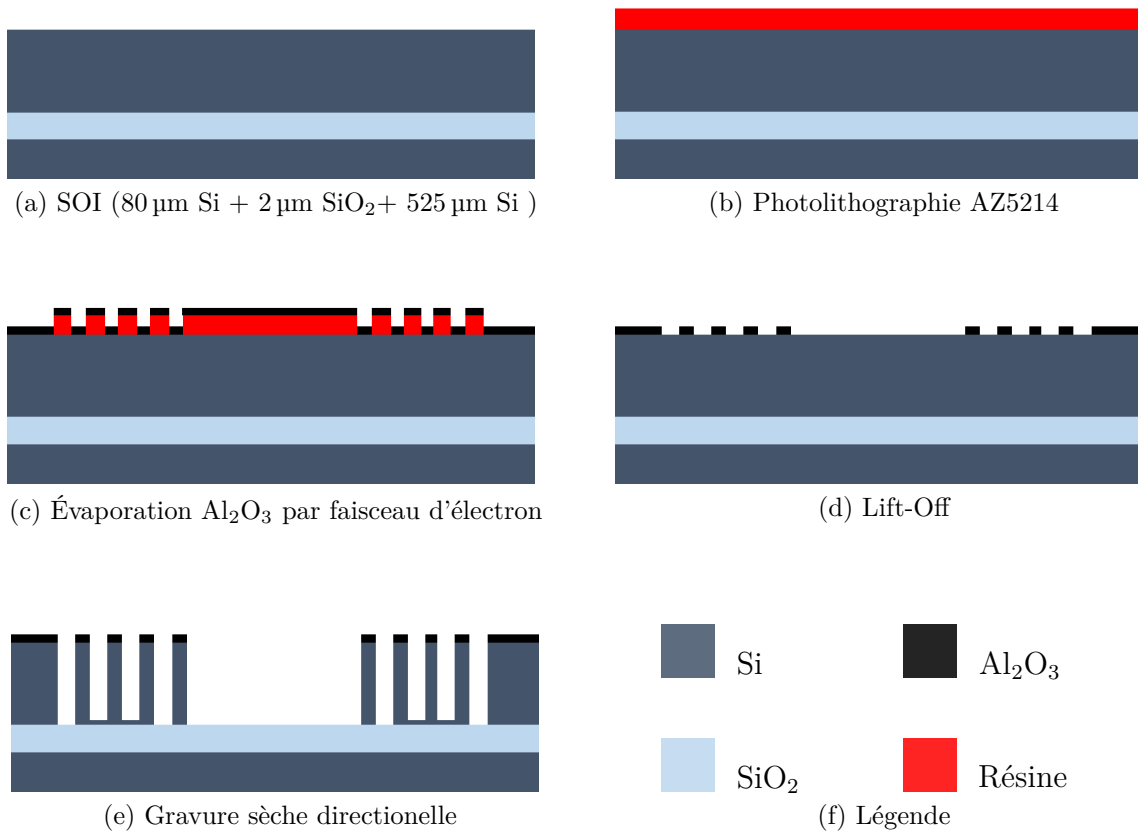 (a) SOI (80 µm Si + 2 µm SiO₂+ 525 µm Si )
(b) Photolithographie AZ5214
(c) Évaporation Al₂O₃ par faisceau d'électron
(d) Lift-Off
Si
Al₂O₃
SiO₂
Résine
(e) Gravure sèche directionelle
(f) Légende